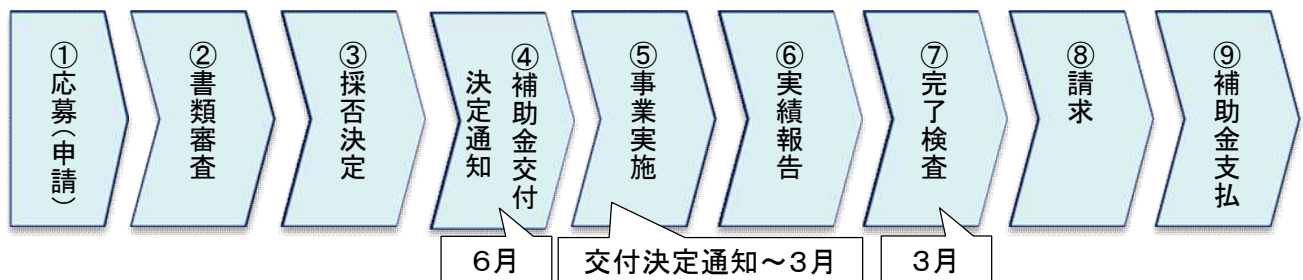 ①応募(申請)
②書類審査
③採否決定
④補助金交付
決定通知
⑤事業実施
⑥実績報告
⑦完了検査
⑧請求
⑨補助金支払
6月
交付決定通知~3月
3月